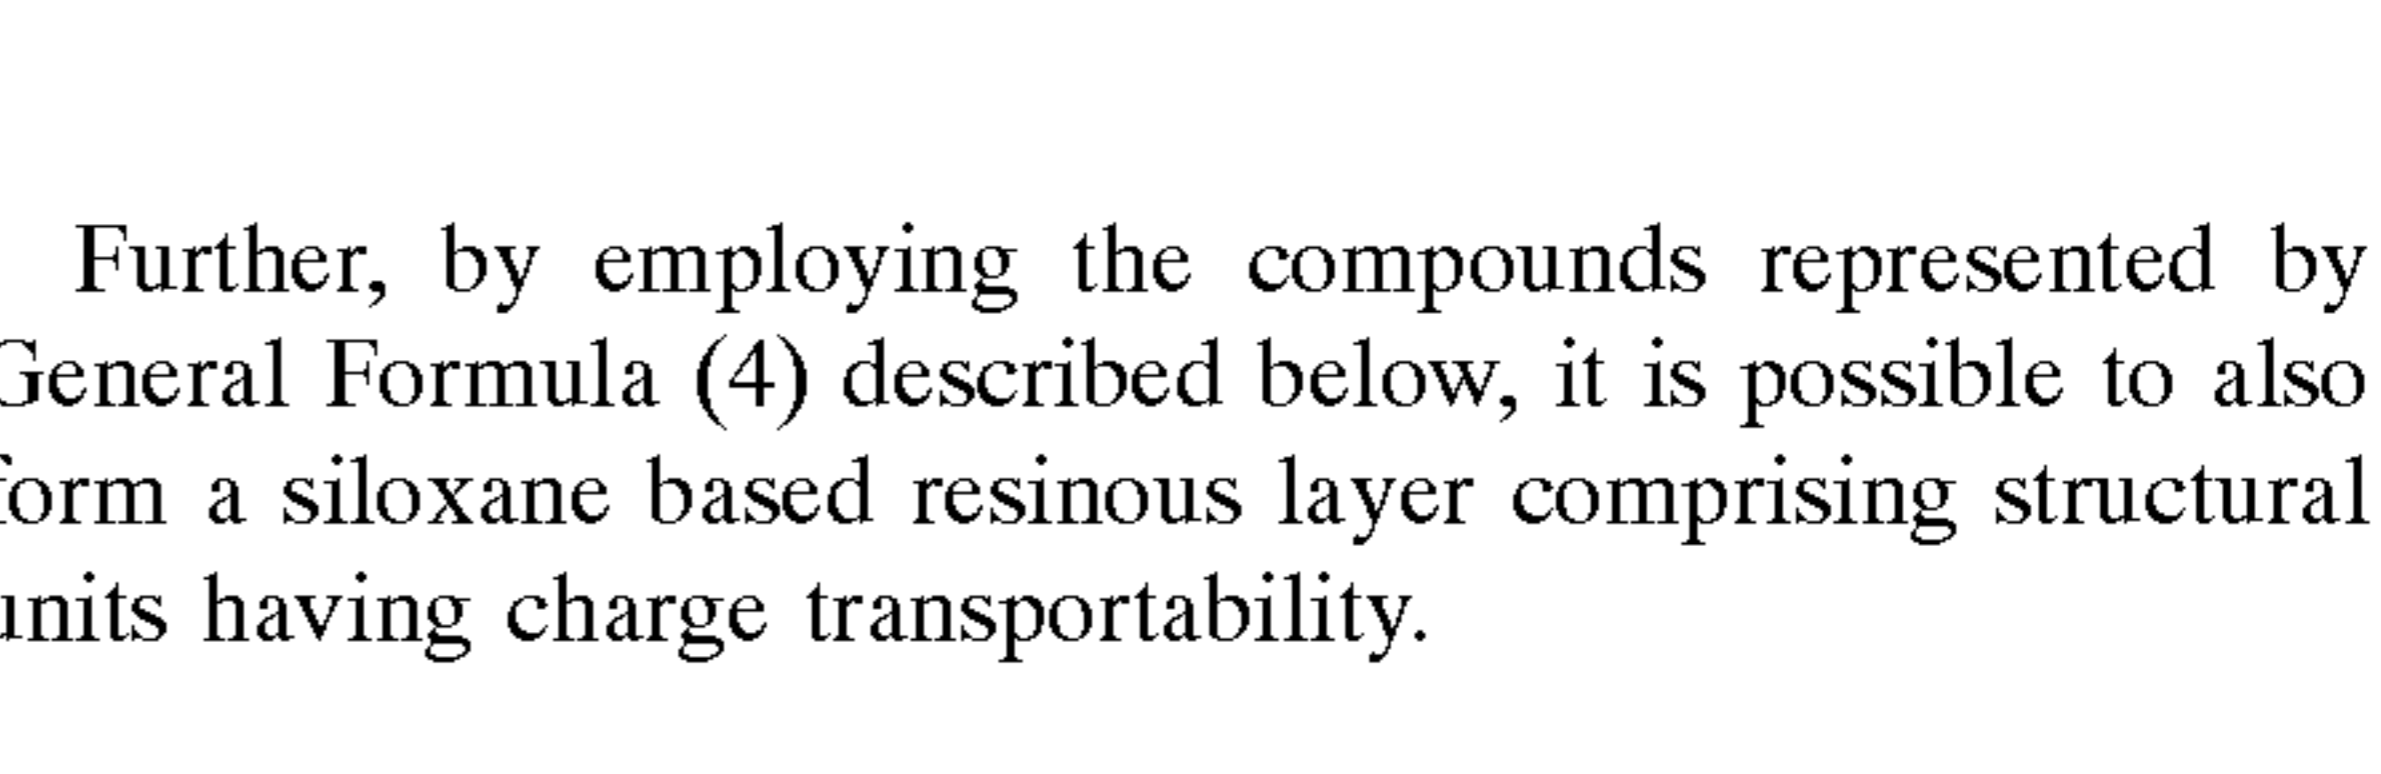 Further, by employing the compounds represented by
General Formula (4) described below, it is possible to also
form a siloxane based resinous layer comprising structural
units having charge transportability.